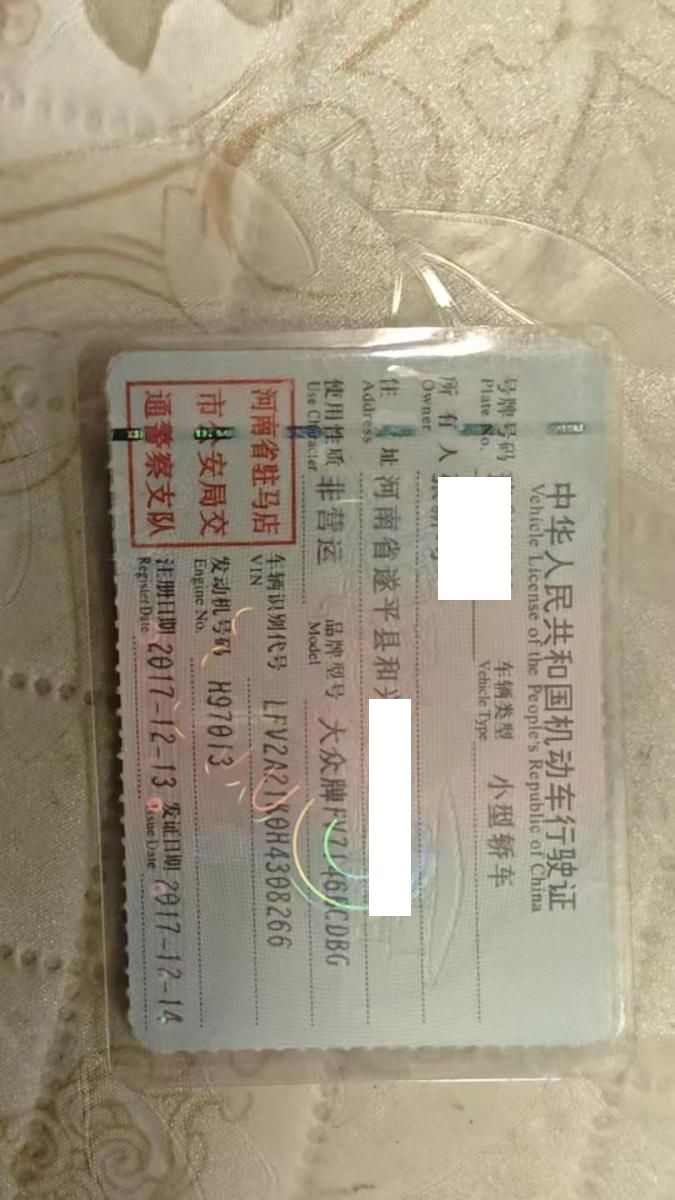 中华人民共和国机动车行驶证
Vehicle License of the People's Republic of China
号牌号码
Plate No.
车辆类型 小型轿车
Vehicle Type
所有人
Owner
住址 河南省遂平县和兴
Address
使用性质 非营运
Use Character
品牌型号 大众牌
Model
河南省驻马店
市公安局交
通警察支队
车辆识别代号
VIN
发动机号码 H97013
Engine No.
注册日期 2017-12-13
Register Date
发证日期 2017-12-14
Issue Date